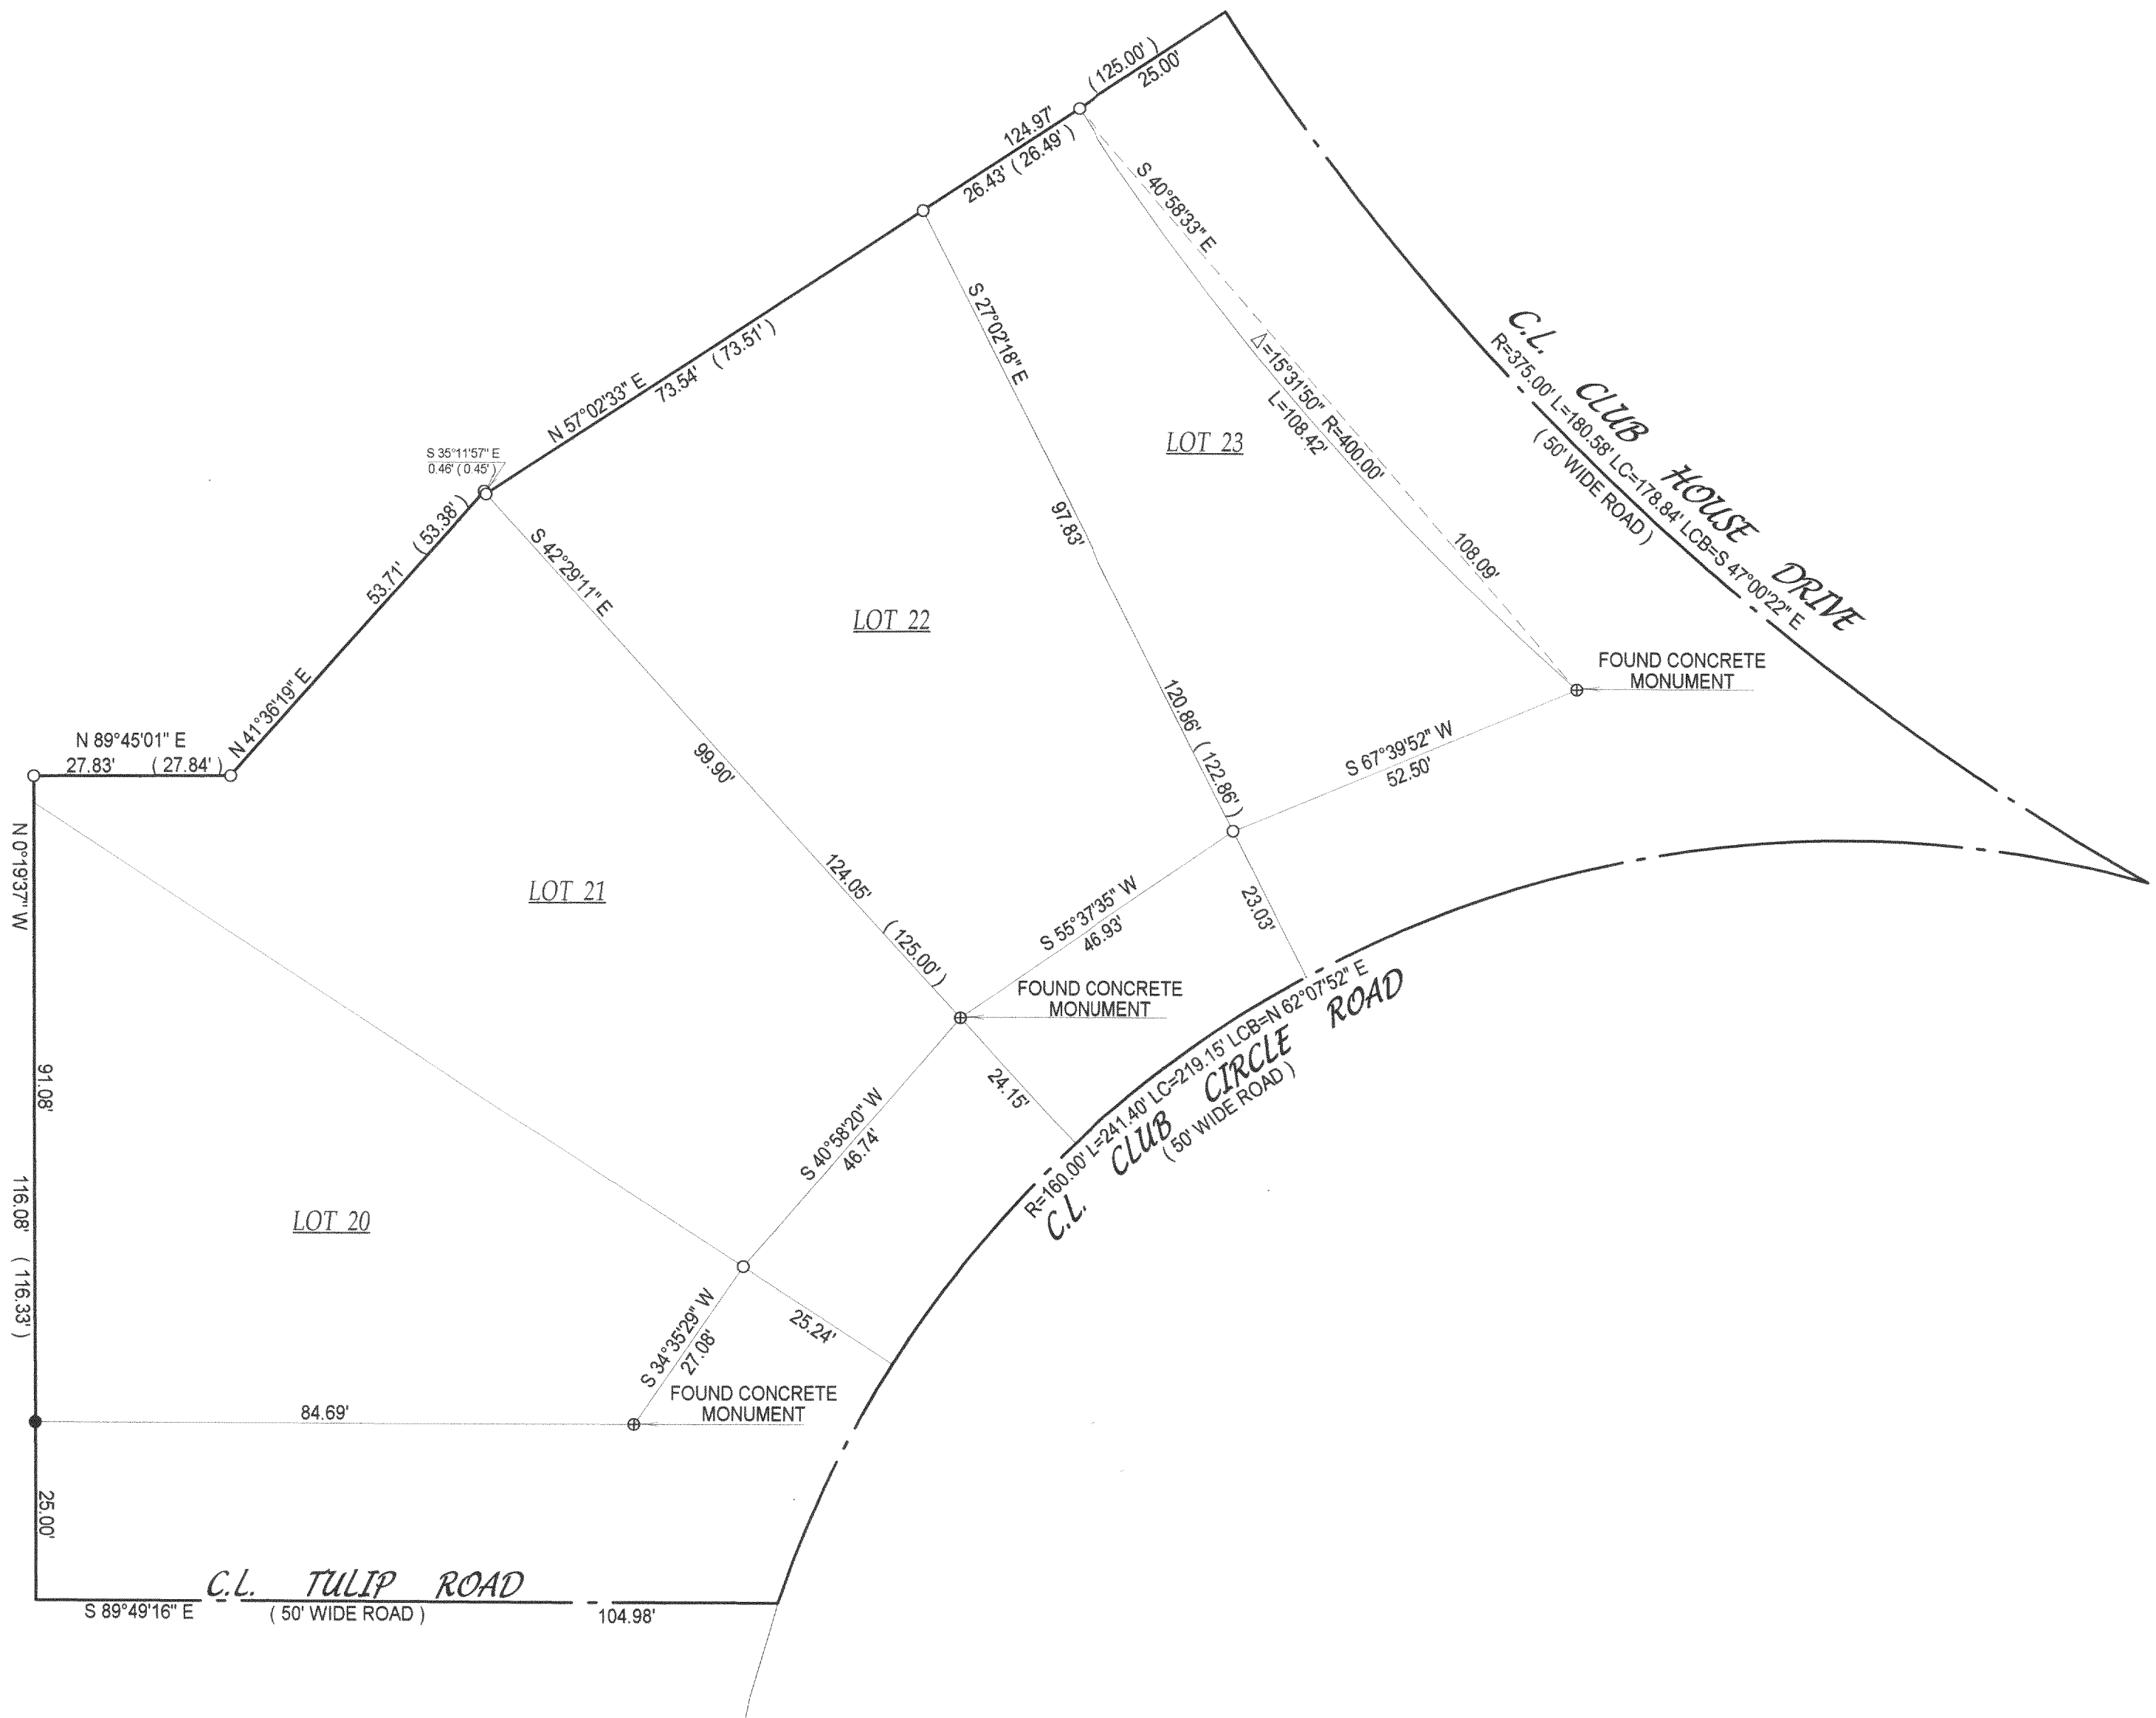 ( 125.00' )
25.00'
124.97'
26.43' ( 26.49' )
S 40°58'33" E
S 27°02'18" E
Δ=15°31'50" R=400.00'
L=108.42'
108.09'
C.L. CLUB HOUSE DRIVE
R=375.00' L=180.58' LC=178.84' LCB=S 47°00'22" E
( 50' WIDE ROAD )
N 57°02'33" E
73.54' ( 73.51' )
LOT 23
S 35°11'57" E
0.46' ( 0.45' )
53.71' ( 53.38' )
N 41°36'19" E
S 42°29'11" E
97.83'
LOT 22
120.86' ( 122.86' )
FOUND CONCRETE
MONUMENT
S 67°39'52" W
52.50'
N 89°45'01" E
27.83' ( 27.84' )
99.90'
N 0°19'37" W
LOT 21
124.05' ( 125.00' )
S 55°37'35" W
46.93'
23.03'
FOUND CONCRETE
MONUMENT
R=160.00' L=241.40' LC=219.15' LCB=N 62°07'52" E
C.L. CLUB CIRCLE ROAD
( 50' WIDE ROAD )
24.15'
91.08'
S 40°58'20" W
46.74'
116.08' ( 116.33' )
LOT 20
25.24'
S 34°35'29" W
27.08'
FOUND CONCRETE
MONUMENT
84.69'
25.00'
C.L. TULIP ROAD
S 89°49'16" E ( 50' WIDE ROAD ) 104.98'